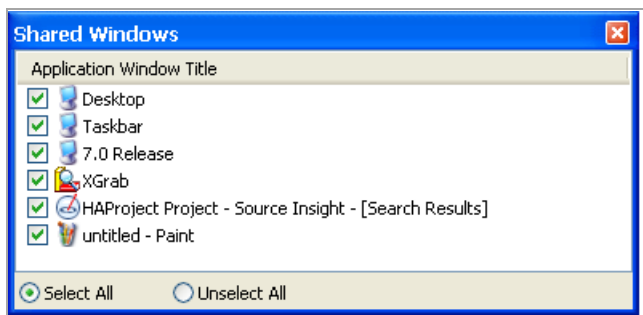 Shared Windows
Application Window Title
Desktop
Taskbar
7.0 Release
XGrab
HAProject Project - Source Insight - [Search Results]
untitled - Paint
Select All Unselect All